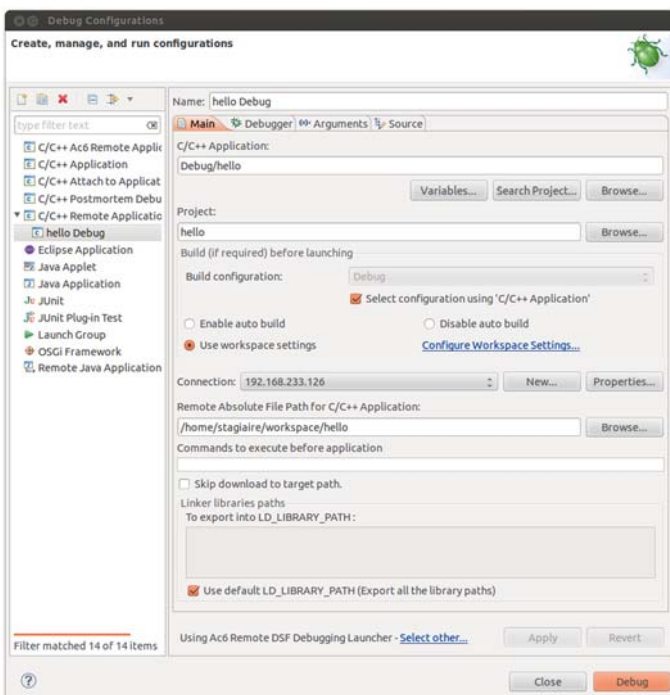 Debug Configurations
Create, manage, and run configurations
type filter text
C/C++ Ac6 Remote Applic
C/C++ Application
C/C++ Attach to Applicat
C/C++ Postmortem Debu
C/C++ Remote Applicatio
hello Debug
Eclipse Application
Java Applet
Java Application
Ju JUnit
JUnit Plug-in Test
Launch Group
OSGi Framework
Remote Java Application
Filter matched 14 of 14 items
Name: hello Debug
Main Debugger Arguments Source
C/C++ Application:
Debug/hello
Variables... Search Project... Browse...
Project:
hello
Browse...
Build (if required) before launching
Build configuration: Debug
Select configuration using 'C/C++ Application'
Enable auto build Disable auto build
Use workspace settings Configure Workspace Settings...
Connection: 192.168.233.126 New... Properties...
Remote Absolute File Path for C/C++ Application:
/home/stagiaire/workspace/hello
Browse...
Commands to execute before application
Skip download to target path.
Linker libraries paths
To export into LD_LIBRARY_PATH :
Use default LD_LIBRARY_PATH (Export all the library paths)
Using Ac6 Remote DSF Debugging Launcher - Select other... Apply Revert
? Close Debug